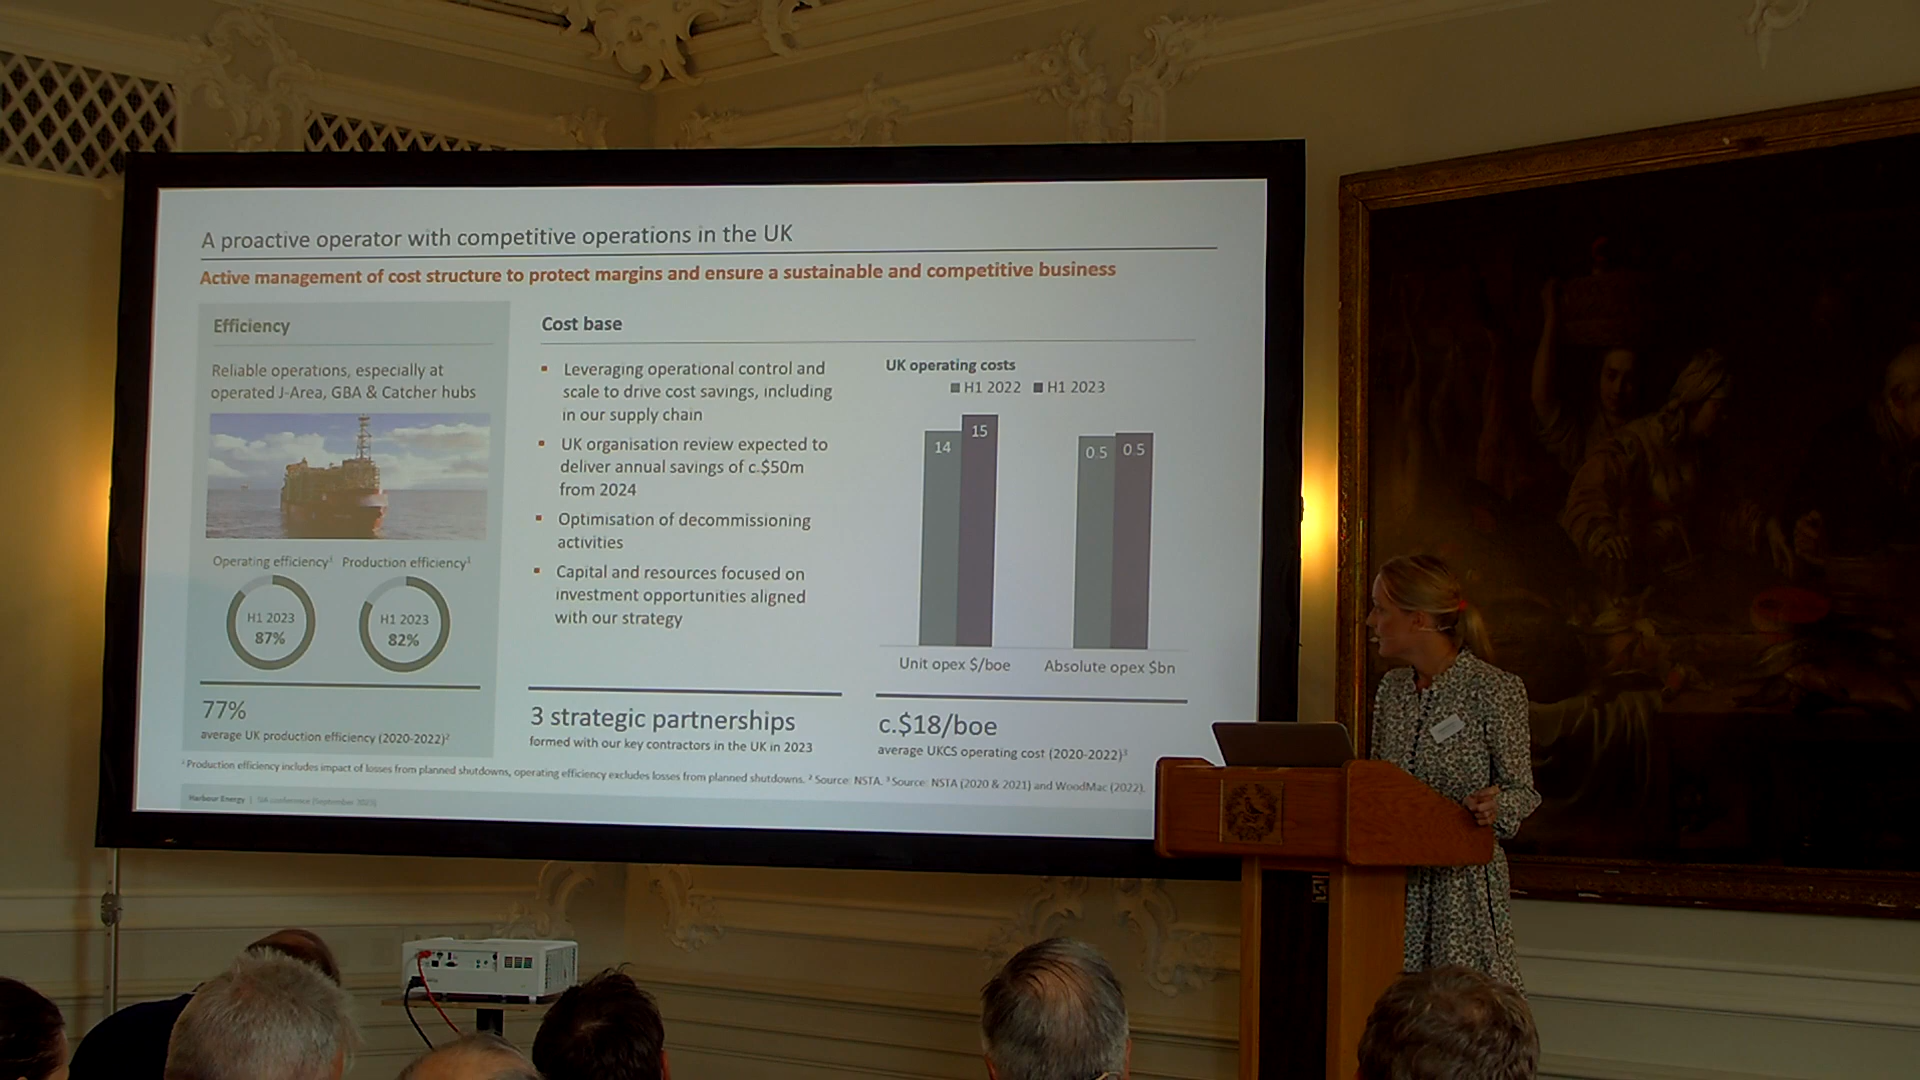 A proactive operator with competitive operations in the UK
Active management of cost structure to protect margins and ensure a sustainable and competitive business
Efficiency
Reliable operations, especially at
operated J-Area, GBA & Catcher hubs
Operating efficiency¹ Production efficiency¹
H1 2023
87%
H1 2023
82%
77%
average UK production efficiency (2020-2022)²
Cost base
▪ Leveraging operational control and
scale to drive cost savings, including
in our supply chain
▪ UK organisation review expected to
deliver annual savings of c.$50m
from 2024
▪ Optimisation of decommissioning
activities
▪ Capital and resources focused on
investment opportunities aligned
with our strategy
3 strategic partnerships
formed with our key contractors in the UK in 2023
UK operating costs
H1 2022 H1 2023
14 15 0.5 0.5
Unit opex $/boe Absolute opex $bn
c.$18/boe
average UKCS operating cost (2020-2022)³
¹ Production efficiency includes impact of losses from planned shutdowns, operating efficiency excludes losses from planned shutdowns. ² Source: NSTA. ³ Source: NSTA (2020 & 2021) and WoodMac (2022).
Harbour Energy | conference (September 2023)